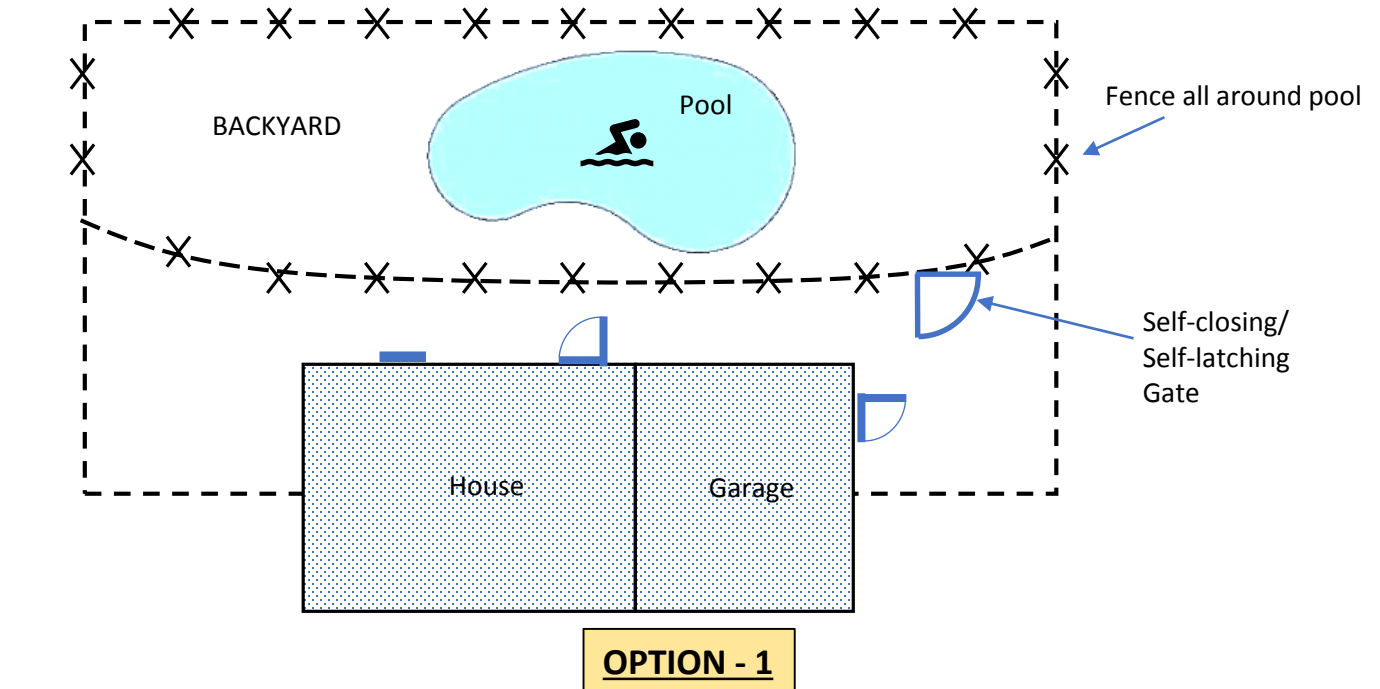 Pool
BACKYARD
Fence all around pool
Self-closing/
Self-latching
Gate
House
Garage
OPTION - 1